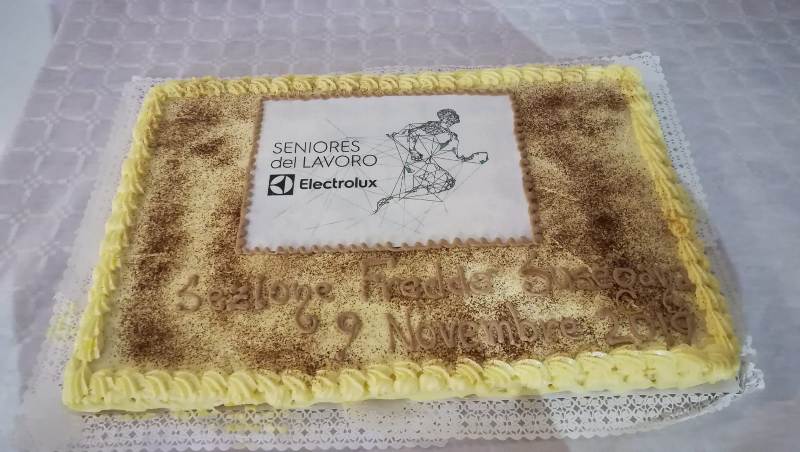 SENIORES
del LAVORO
Electrolux
Sezione Freddo Susegana
9 Novembre 2019